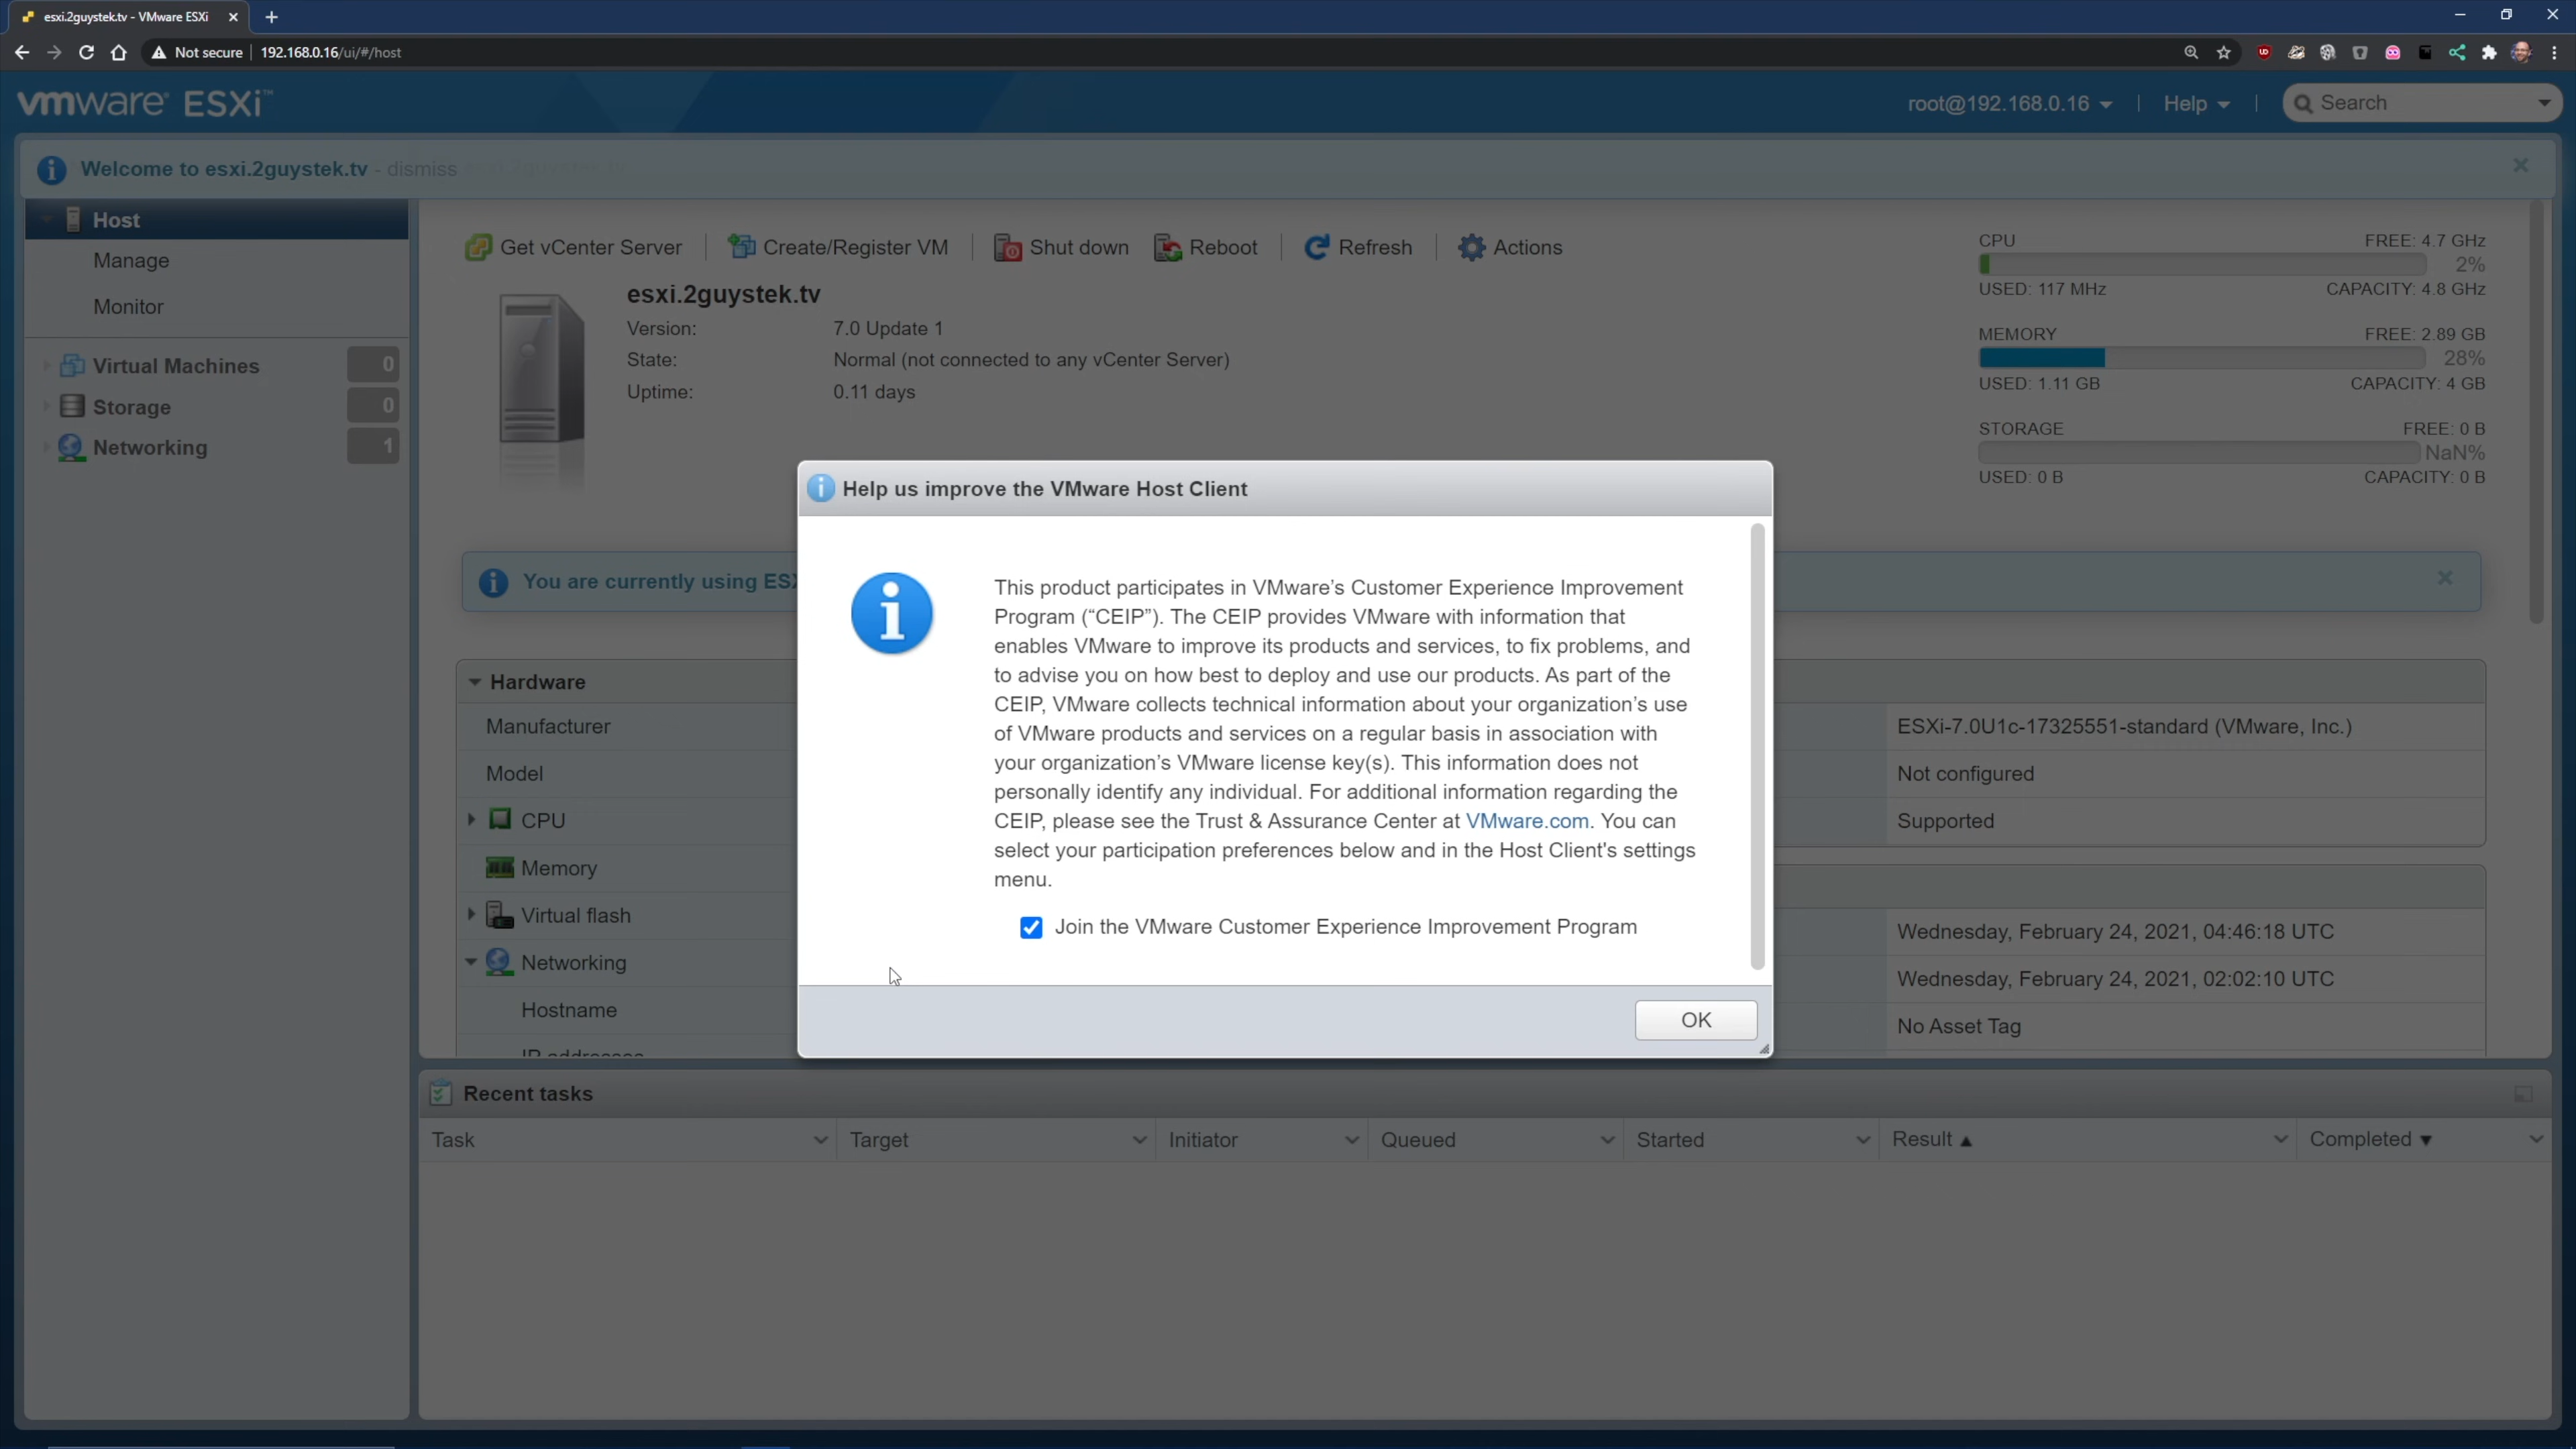 esxi.2guystek.tv - VMware ESXi
Not secure 192.168.0.16/ui/#/host
vmware® ESXi™
root@192.168.0.16 Help Search
Welcome to esxi.2guystek.tv - dismiss
Host
Manage
Monitor
Virtual Machines 0
Storage 0
Networking 1
Get vCenter Server Create/Register VM Shut down Reboot Refresh Actions
esxi.2guystek.tv
Version: 7.0 Update 1
State: Normal (not connected to any vCenter Server)
Uptime: 0.11 days
CPU FREE: 4.7 GHz
2%
USED: 117 MHz CAPACITY: 4.8 GHz
MEMORY FREE: 2.89 GB
28%
USED: 1.11 GB CAPACITY: 4 GB
STORAGE FREE: 0 B
NaN%
USED: 0 B CAPACITY: 0 B
You are currently using ESX
Help us improve the VMware Host Client
This product participates in VMware’s Customer Experience Improvement
Program (“CEIP”). The CEIP provides VMware with information that
enables VMware to improve its products and services, to fix problems, and
to advise you on how best to deploy and use our products. As part of the
CEIP, VMware collects technical information about your organization’s use
of VMware products and services on a regular basis in association with
your organization’s VMware license key(s). This information does not
personally identify any individual. For additional information regarding the
CEIP, please see the Trust & Assurance Center at VMware.com. You can
select your participation preferences below and in the Host Client's settings
menu.
Join the VMware Customer Experience Improvement Program
OK
Hardware
Manufacturer
Model
CPU
Memory
Virtual flash
Networking
Hostname
IP addresses
ESXi-7.0U1c-17325551-standard (VMware, Inc.)
Not configured
Supported
Wednesday, February 24, 2021, 04:46:18 UTC
Wednesday, February 24, 2021, 02:02:10 UTC
No Asset Tag
Recent tasks
Task Target Initiator Queued Started Result Completed